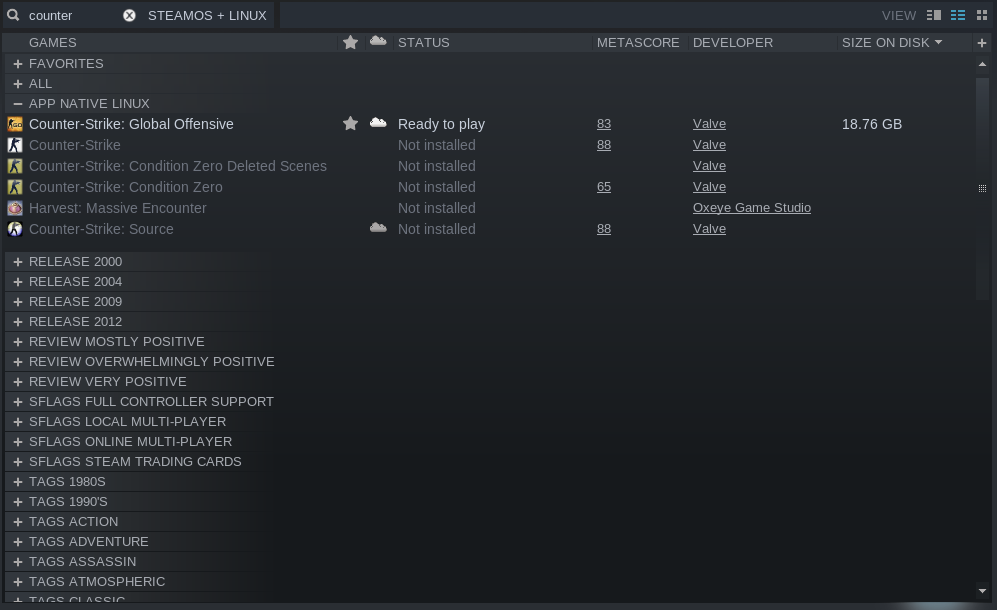 counter STEAMOS + LINUX VIEW
GAMES STATUS METASCORE DEVELOPER SIZE ON DISK
FAVORITES
ALL
APP NATIVE LINUX
Counter-Strike: Global Offensive Ready to play 83 Valve 18.76 GB
Counter-Strike Not installed 88 Valve
Counter-Strike: Condition Zero Deleted Scenes Not installed Valve
Counter-Strike: Condition Zero Not installed 65 Valve
Harvest: Massive Encounter Not installed Oxeye Game Studio
Counter-Strike: Source Not installed 88 Valve
RELEASE 2000
RELEASE 2004
RELEASE 2009
RELEASE 2012
REVIEW MOSTLY POSITIVE
REVIEW OVERWHELMINGLY POSITIVE
REVIEW VERY POSITIVE
SFLAGS FULL CONTROLLER SUPPORT
SFLAGS LOCAL MULTI-PLAYER
SFLAGS ONLINE MULTI-PLAYER
SFLAGS STEAM TRADING CARDS
TAGS 1980S
TAGS 1990'S
TAGS ACTION
TAGS ADVENTURE
TAGS ASSASSIN
TAGS ATMOSPHERIC
TAGS CLASSIC